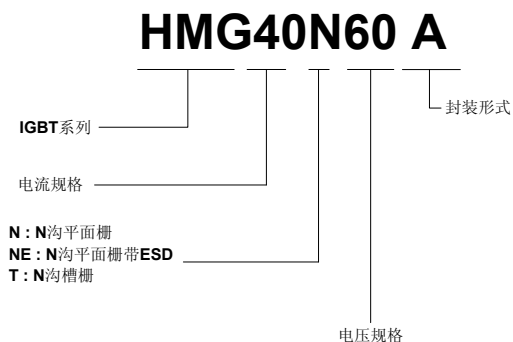 HMG40N60 A
封装形式
IGBT系列
电流规格
N : N沟平面栅
NE : N沟平面栅带ESD
T : N沟槽栅
电压规格